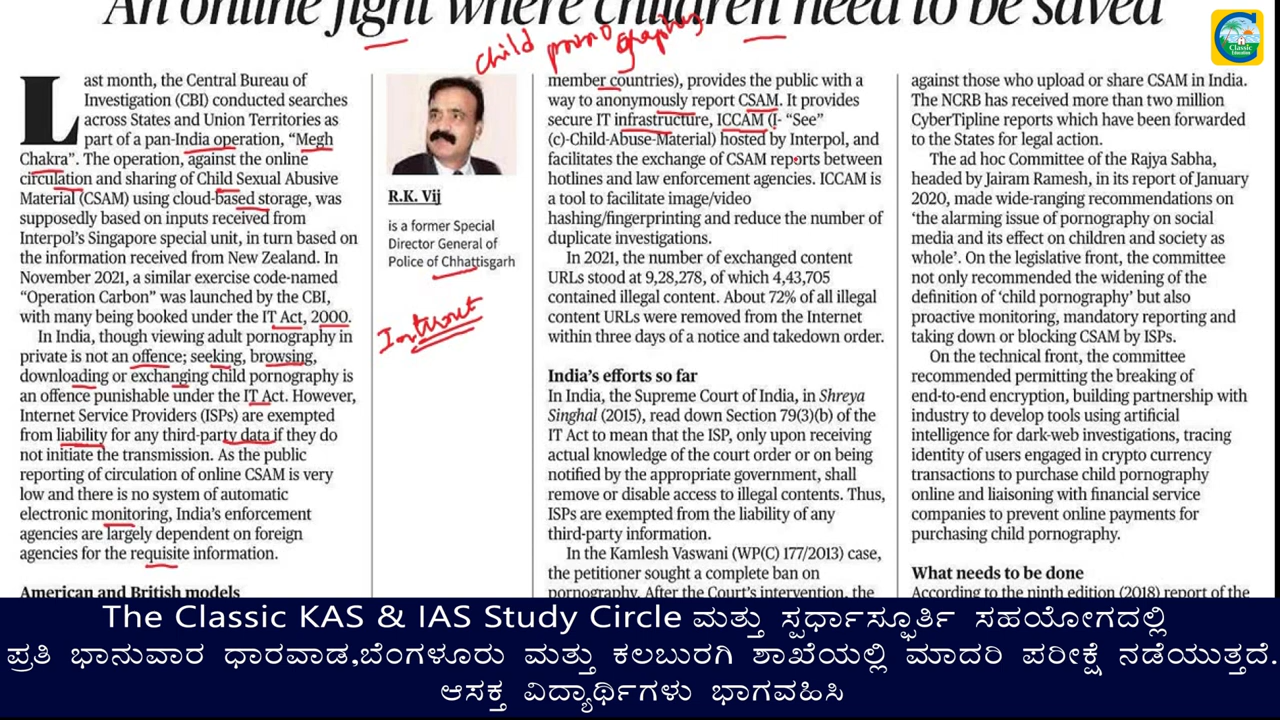 An online fight where children need to be saved
child pornography
Classic
Education
Last month, the Central Bureau of
Investigation (CBI) conducted searches
across States and Union Territories as
part of a pan-India operation, “Megh
Chakra”. The operation, against the online
circulation and sharing of Child Sexual Abusive
Material (CSAM) using cloud-based storage, was
supposedly based on inputs received from
Interpol’s Singapore special unit, in turn based on
the information received from New Zealand. In
November 2021, a similar exercise code-named
“Operation Carbon” was launched by the CBI,
with many being booked under the IT Act, 2000.
In India, though viewing adult pornography in
private is not an offence; seeking, browsing,
downloading or exchanging child pornography is
an offence punishable under the IT Act. However,
Internet Service Providers (ISPs) are exempted
from liability for any third-party data if they do
not initiate the transmission. As the public
reporting of circulation of online CSAM is very
low and there is no system of automatic
electronic monitoring, India’s enforcement
agencies are largely dependent on foreign
agencies for the requisite information.
American and British models
R.K. Vij
is a former Special
Director General of
Police of Chhattisgarh
member countries), provides the public with a
way to anonymously report CSAM. It provides
secure IT infrastructure, ICCAM (I- “See”
(c)-Child-Abuse-Material) hosted by Interpol, and
facilitates the exchange of CSAM reports between
hotlines and law enforcement agencies. ICCAM is
a tool to facilitate image/video
hashing/fingerprinting and reduce the number of
duplicate investigations.
In 2021, the number of exchanged content
URLs stood at 9,28,278, of which 4,43,705
contained illegal content. About 72% of all illegal
content URLs were removed from the Internet
within three days of a notice and takedown order.
India’s efforts so far
In India, the Supreme Court of India, in Shreya
Singhal (2015), read down Section 79(3)(b) of the
IT Act to mean that the ISP, only upon receiving
actual knowledge of the court order or on being
notified by the appropriate government, shall
remove or disable access to illegal contents. Thus,
ISPs are exempted from the liability of any
third-party information.
In the Kamlesh Vaswani (WP(C) 177/2013) case,
the petitioner sought a complete ban on
pornography. After the Court’s intervention, the
against those who upload or share CSAM in India.
The NCRB has received more than two million
CyberTipline reports which have been forwarded
to the States for legal action.
The ad hoc Committee of the Rajya Sabha,
headed by Jairam Ramesh, in its report of January
2020, made wide-ranging recommendations on
‘the alarming issue of pornography on social
media and its effect on children and society as
whole’. On the legislative front, the committee
not only recommended the widening of the
definition of ‘child pornography’ but also
proactive monitoring, mandatory reporting and
taking down or blocking CSAM by ISPs.
On the technical front, the committee
recommended permitting the breaking of
end-to-end encryption, building partnership with
industry to develop tools using artificial
intelligence for dark-web investigations, tracing
identity of users engaged in crypto currency
transactions to purchase child pornography
online and liaisoning with financial service
companies to prevent online payments for
purchasing child pornography.
What needs to be done
According to the ninth edition (2018) report of the
The Classic KAS & IAS Study Circle ಮತ್ತು ಸ್ಪರ್ಧಾಸ್ಫೂರ್ತಿ ಸಹಯೋಗದಲ್ಲಿ
ಪ್ರತಿ ಭಾನುವಾರ ಧಾರವಾಡ,ಬೆಂಗಳೂರು ಮತ್ತು ಕಲಬುರಗಿ ಶಾಖೆಯಲ್ಲಿ ಮಾದರಿ ಪರೀಕ್ಷೆ ನಡೆಯುತ್ತದೆ.
ಆಸಕ್ತ ವಿದ್ಯಾರ್ಥಿಗಳು ಭಾಗವಹಿಸಿ